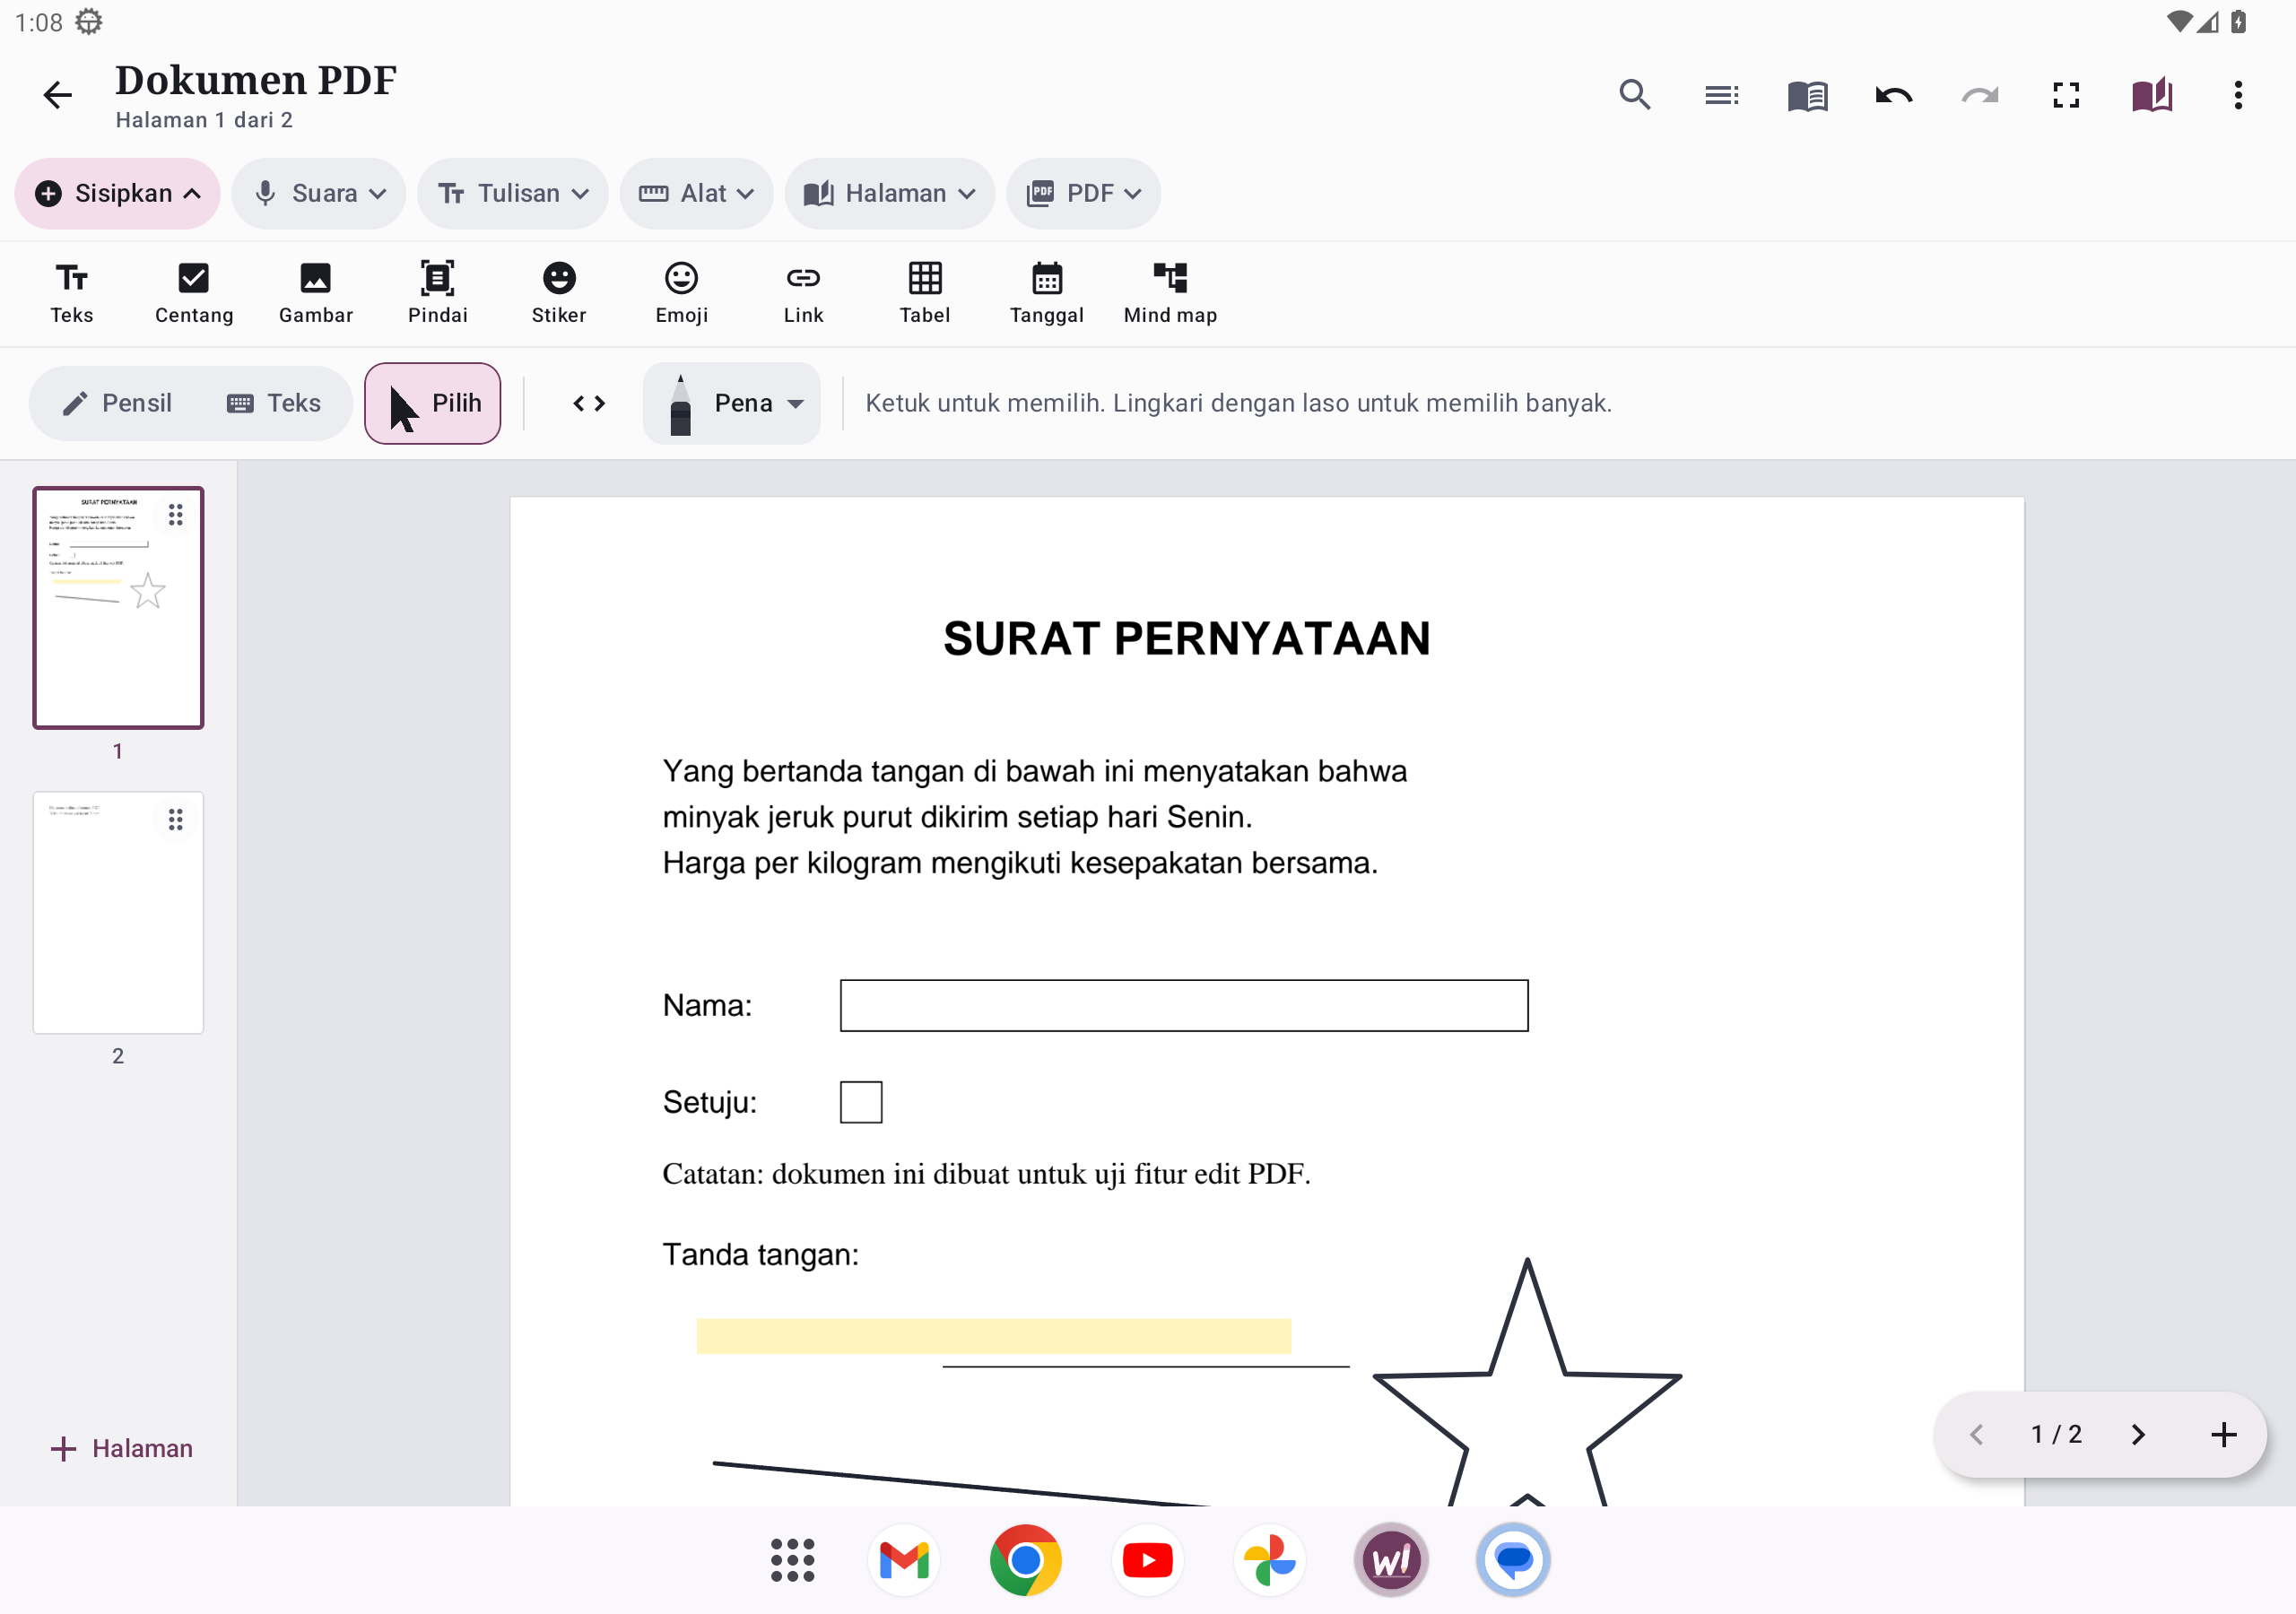 1:08
Dokumen PDF
Halaman 1 dari 2
Sisipkan Suara Tulisan Alat Halaman PDF PDF
Teks Centang Gambar Pindai Stiker Emoji Link Tabel Tanggal Mind map
Pensil Teks Pilih Pena Ketuk untuk memilih. Lingkari dengan laso untuk memilih banyak.
SURAT PERNYATAAN
1
2
Halaman
SURAT PERNYATAAN
Yang bertanda tangan di bawah ini menyatakan bahwa
minyak jeruk purut dikirim setiap hari Senin.
Harga per kilogram mengikuti kesepakatan bersama.
Nama:
Setuju:
Catatan: dokumen ini dibuat untuk uji fitur edit PDF.
Tanda tangan:
1 / 2